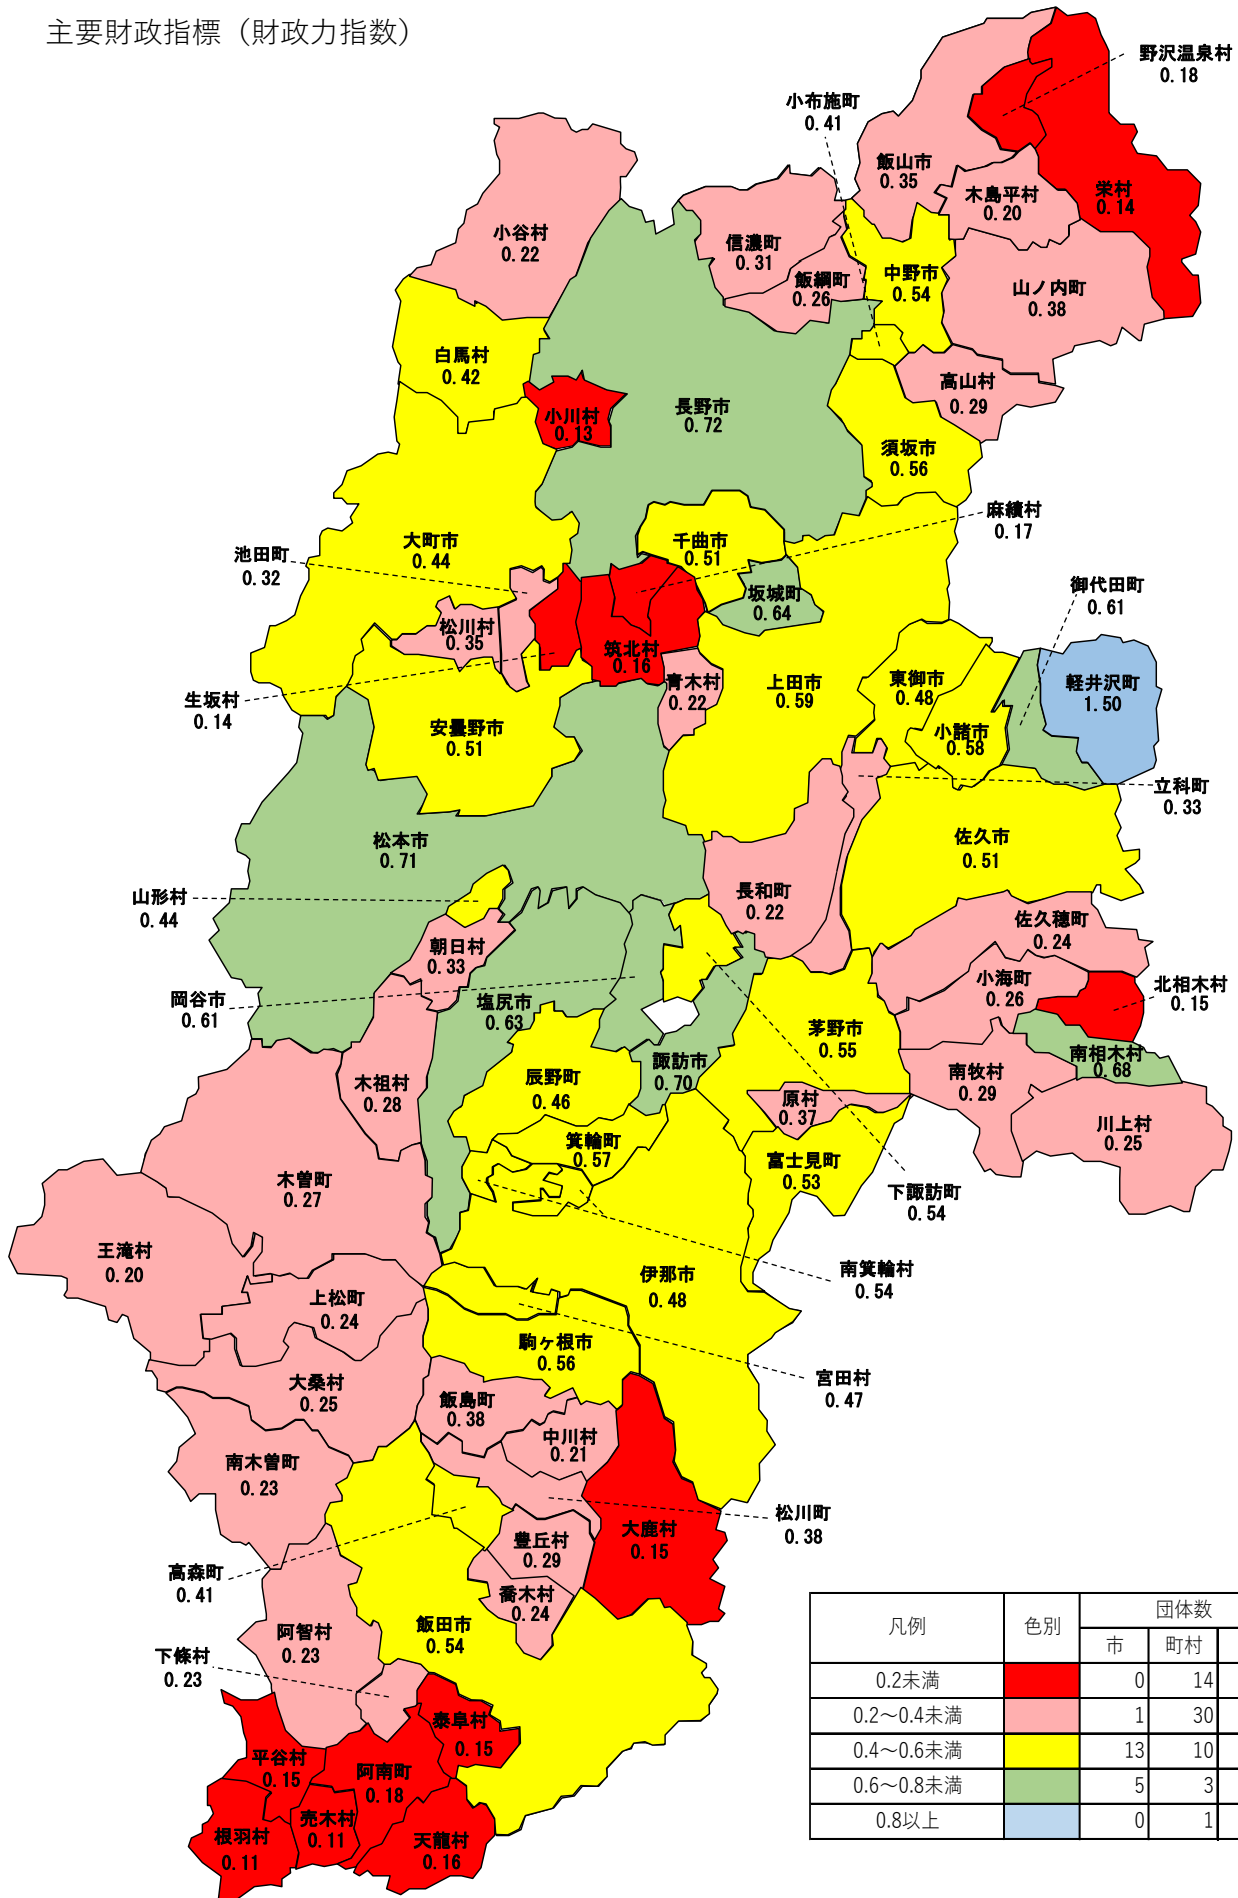 主要財政指標（財政力指数）
野沢温泉村
0.18
小布施町
0.41
飯山市
0.35
木島平村
0.20
栄村
0.14
小谷村
0.22
信濃町
0.31
飯綱町
0.26
中野市
0.54
山ノ内町
0.38
白馬村
0.42
高山村
0.29
小川村
0.13
長野市
0.72
須坂市
0.56
麻績村
0.17
大町市
0.44
池田町
0.32
千曲市
0.51
坂城町
0.64
御代田町
0.61
松川村
0.35
筑北村
0.16
青木村
0.22
生坂村
0.14
安曇野市
0.51
上田市
0.59
東御市
0.48
小諸市
0.58
軽井沢町
1.50
立科町
0.33
松本市
0.71
佐久市
0.51
山形村
0.44
長和町
0.22
朝日村
0.33
佐久穂町
0.24
小海町
0.26
北相木村
0.15
岡谷市
0.61
塩尻市
0.63
茅野市
0.55
諏訪市
0.70
南相木村
0.68
南牧村
0.29
木祖村
0.28
辰野町
0.46
原村
0.37
川上村
0.25
箕輪町
0.57
富士見町
0.53
木曽町
0.27
下諏訪町
0.54
王滝村
0.20
南箕輪村
0.54
伊那市
0.48
上松町
0.24
駒ヶ根市
0.56
宮田村
0.47
大桑村
0.25
飯島町
0.38
中川村
0.21
南木曽町
0.23
松川町
0.38
大鹿村
0.15
豊丘村
0.29
高森町
0.41
喬木村
0.24
飯田市
0.54
阿智村
0.23
下條村
0.23
泰阜村
0.15
平谷村
0.15
阿南町
0.18
売木村
0.11
根羽村
0.11
天龍村
0.16
凡例 色別 団体数
市 町村
0.2未満 0 14
0.2～0.4未満 1 30
0.4～0.6未満 13 10
0.6～0.8未満 5 3
0.8以上 0 1